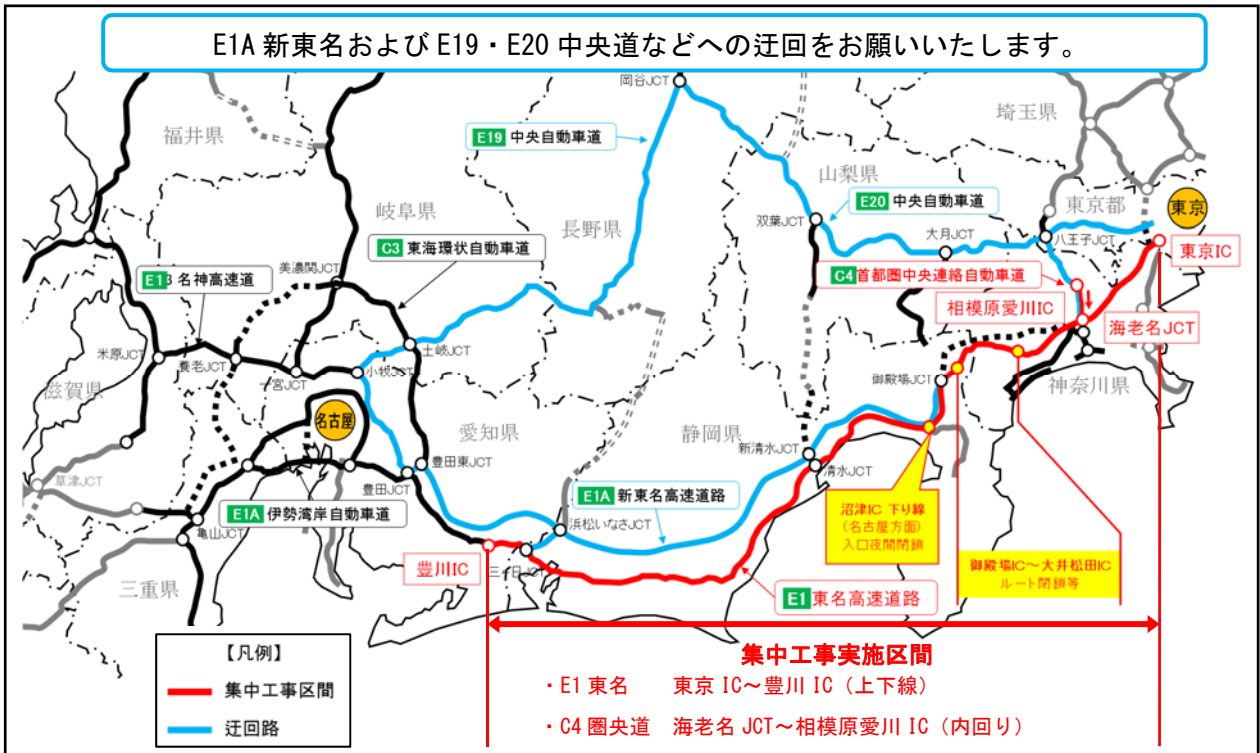 E1A 新東名および E19・E20 中央道などへの迂回をお願いいたします。
岡谷JCT
埼玉県
福井県
E19 中央自動車道
山梨県
岐阜県
長野県
双葉JCT
E20 中央自動車道
東京都
東京
大月JCT
八王子JCT
東京IC
C3 東海環状自動車道
美濃関JCT
C4 首都圏中央連絡自動車道
E1 3 名神高速道
相模原愛川IC
海老名JCT
米原JCT
養老JCT
一宮JCT
小牧JCT
土岐JCT
御殿場JCT
神奈川県
滋賀県
名古屋
愛知県
静岡県
豊田東JCT
新清水JCT
清水JCT
草津JCT
豊田JCT
E1A 新東名高速道路
沼津IC 下り線
(名古屋方面)
入口夜間閉鎖
E1A 伊勢湾岸自動車道
浜松いなさJCT
亀山JCT
豊川IC
三ヶ日JCT
御殿場IC～大井松田IC
ルート閉鎖等
三重県
E1 東名高速道路
【凡例】
集中工事区間
迂回路
集中工事実施区間
・E1 東名 東京 IC～豊川 IC（上下線）
・C4 圏央道 海老名 JCT～相模原愛川 IC（内回り）